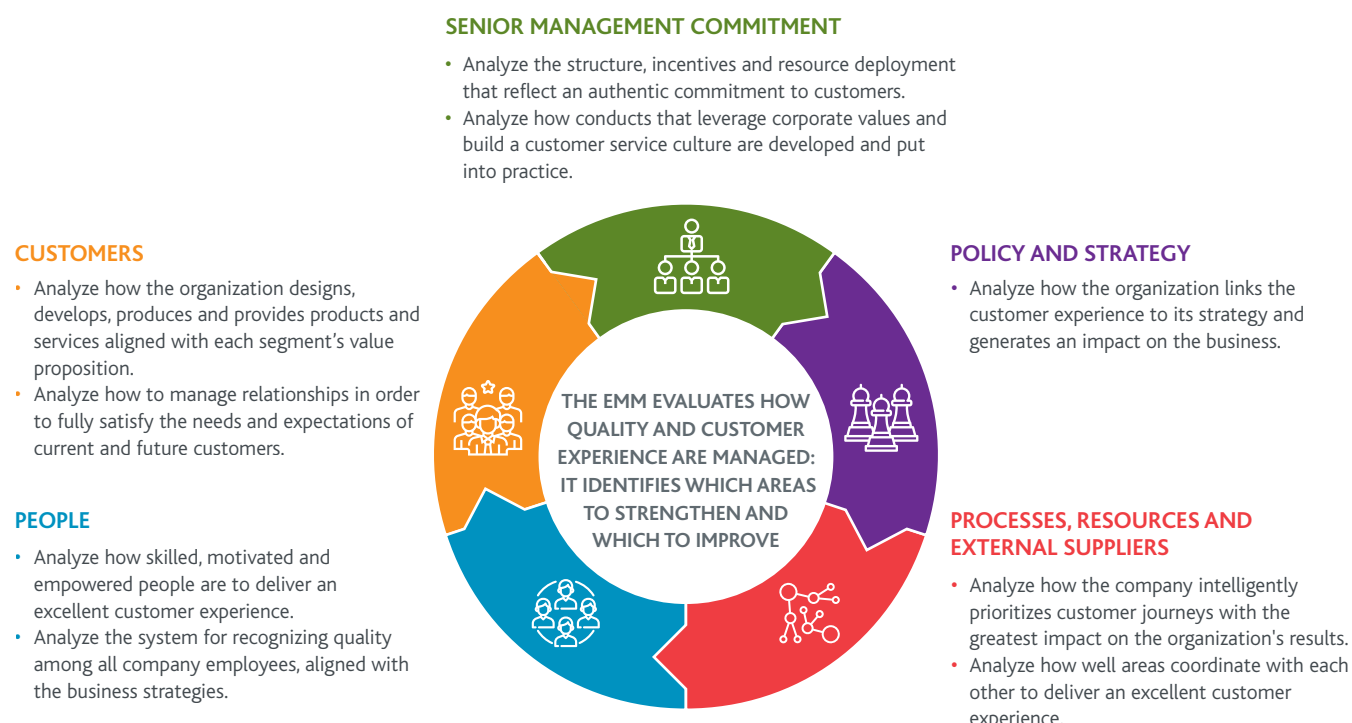 SENIOR MANAGEMENT COMMITMENT
• Analyze the structure, incentives and resource deployment
that reflect an authentic commitment to customers.
• Analyze how conducts that leverage corporate values and
build a customer service culture are developed and put
into practice.
CUSTOMERS
• Analyze how the organization designs,
develops, produces and provides products and
services aligned with each segment's value
proposition.
• Analyze how to manage relationships in order
to fully satisfy the needs and expectations of
current and future customers.
POLICY AND STRATEGY
• Analyze how the organization links the
customer experience to its strategy and
generates an impact on the business.
THE EMM EVALUATES HOW
QUALITY AND CUSTOMER
EXPERIENCE ARE MANAGED:
IT IDENTIFIES WHICH AREAS
TO STRENGTHEN AND
WHICH TO IMPROVE
PEOPLE
• Analyze how skilled, motivated and
empowered people are to deliver an
excellent customer experience.
• Analyze the system for recognizing quality
among all company employees, aligned with
the business strategies.
PROCESSES, RESOURCES AND
EXTERNAL SUPPLIERS
• Analyze how the company intelligently
prioritizes customer journeys with the
greatest impact on the organization's results.
• Analyze how well areas coordinate with each
other to deliver an excellent customer
experience